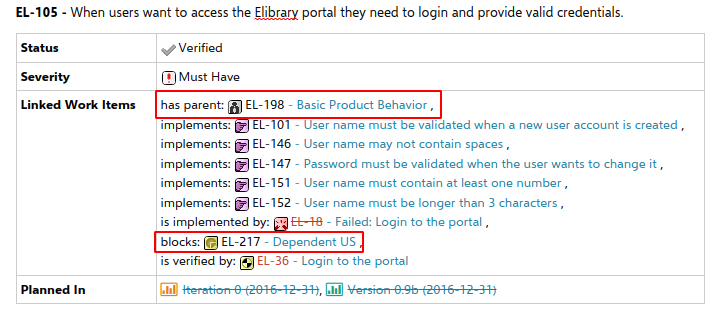 EL-105 - When users want to access the Elibrary portal they need to login and provide valid credentials.
Status Verified
Severity Must Have
Linked Work Items has parent: EL-198 - Basic Product Behavior ,
implements: EL-101 - User name must be validated when a new user account is created ,
implements: EL-146 - User name may not contain spaces ,
implements: EL-147 - Password must be validated when the user wants to change it ,
implements: EL-151 - User name must contain at least one number ,
implements: EL-152 - User name must be longer than 3 characters ,
is implemented by: EL-18 - Failed: Login to the portal ,
blocks: EL-217 - Dependent US ,
is verified by: EL-36 - Login to the portal
Planned In Iteration 0 (2016-12-31), Version 0.9b (2016-12-31)